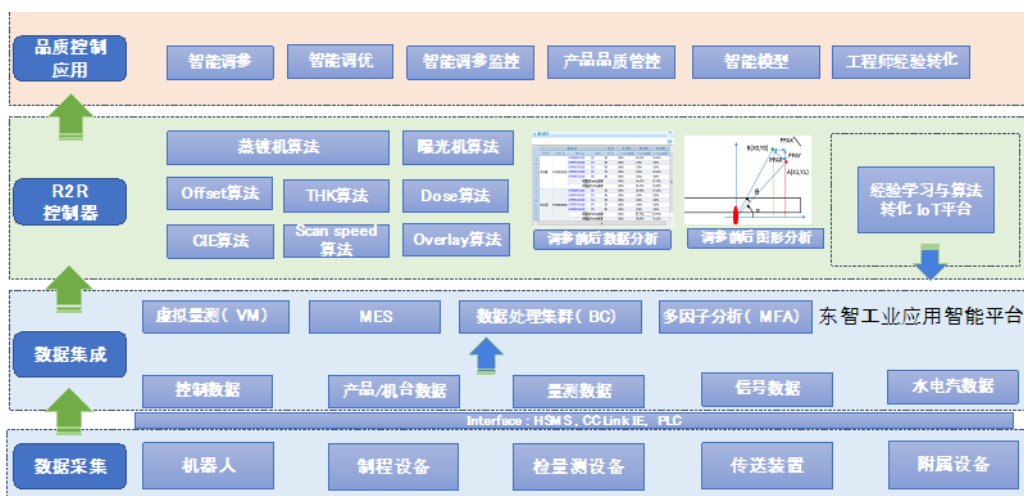 品质控制
应用
智能调参
智能调优
智能调参监控
产品品质管控
智能模型
工程师经验转化
R2R
控制器
蒸镀机算法
曝光机算法
Offset算法
THK算法
Dose算法
CIE算法
Scan speed
算法
Overlay算法
调参前后数据分析
PPAX
B(X0,Y0)
PPAY
PPAR
A(X1,Y1)
θ
调参前后图形分析
经验学习与算法
转化 IoT平台
数据集成
虚拟量测( VM)
MES
数据处理集群( BC)
多因子分析( MFA)
东智工业应用智能平台
控制数据
产品/机台数据
量测数据
信号数据
水电汽数据
Interface : HSMS , CC Link IE, PLC
数据采集
机器人
制程设备
检量测设备
传送装置
附属设备